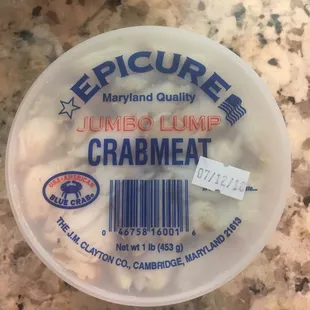 EPICURE
Maryland Quality
JUMBO LUMP
CRABMEAT
07/12/18
BLUE CRAB
0 46758 16001 6
Net wt 1 lb (453 g)
THE J.M. CLAYTON CO., CAMBRIDGE, MARYLAND 21613